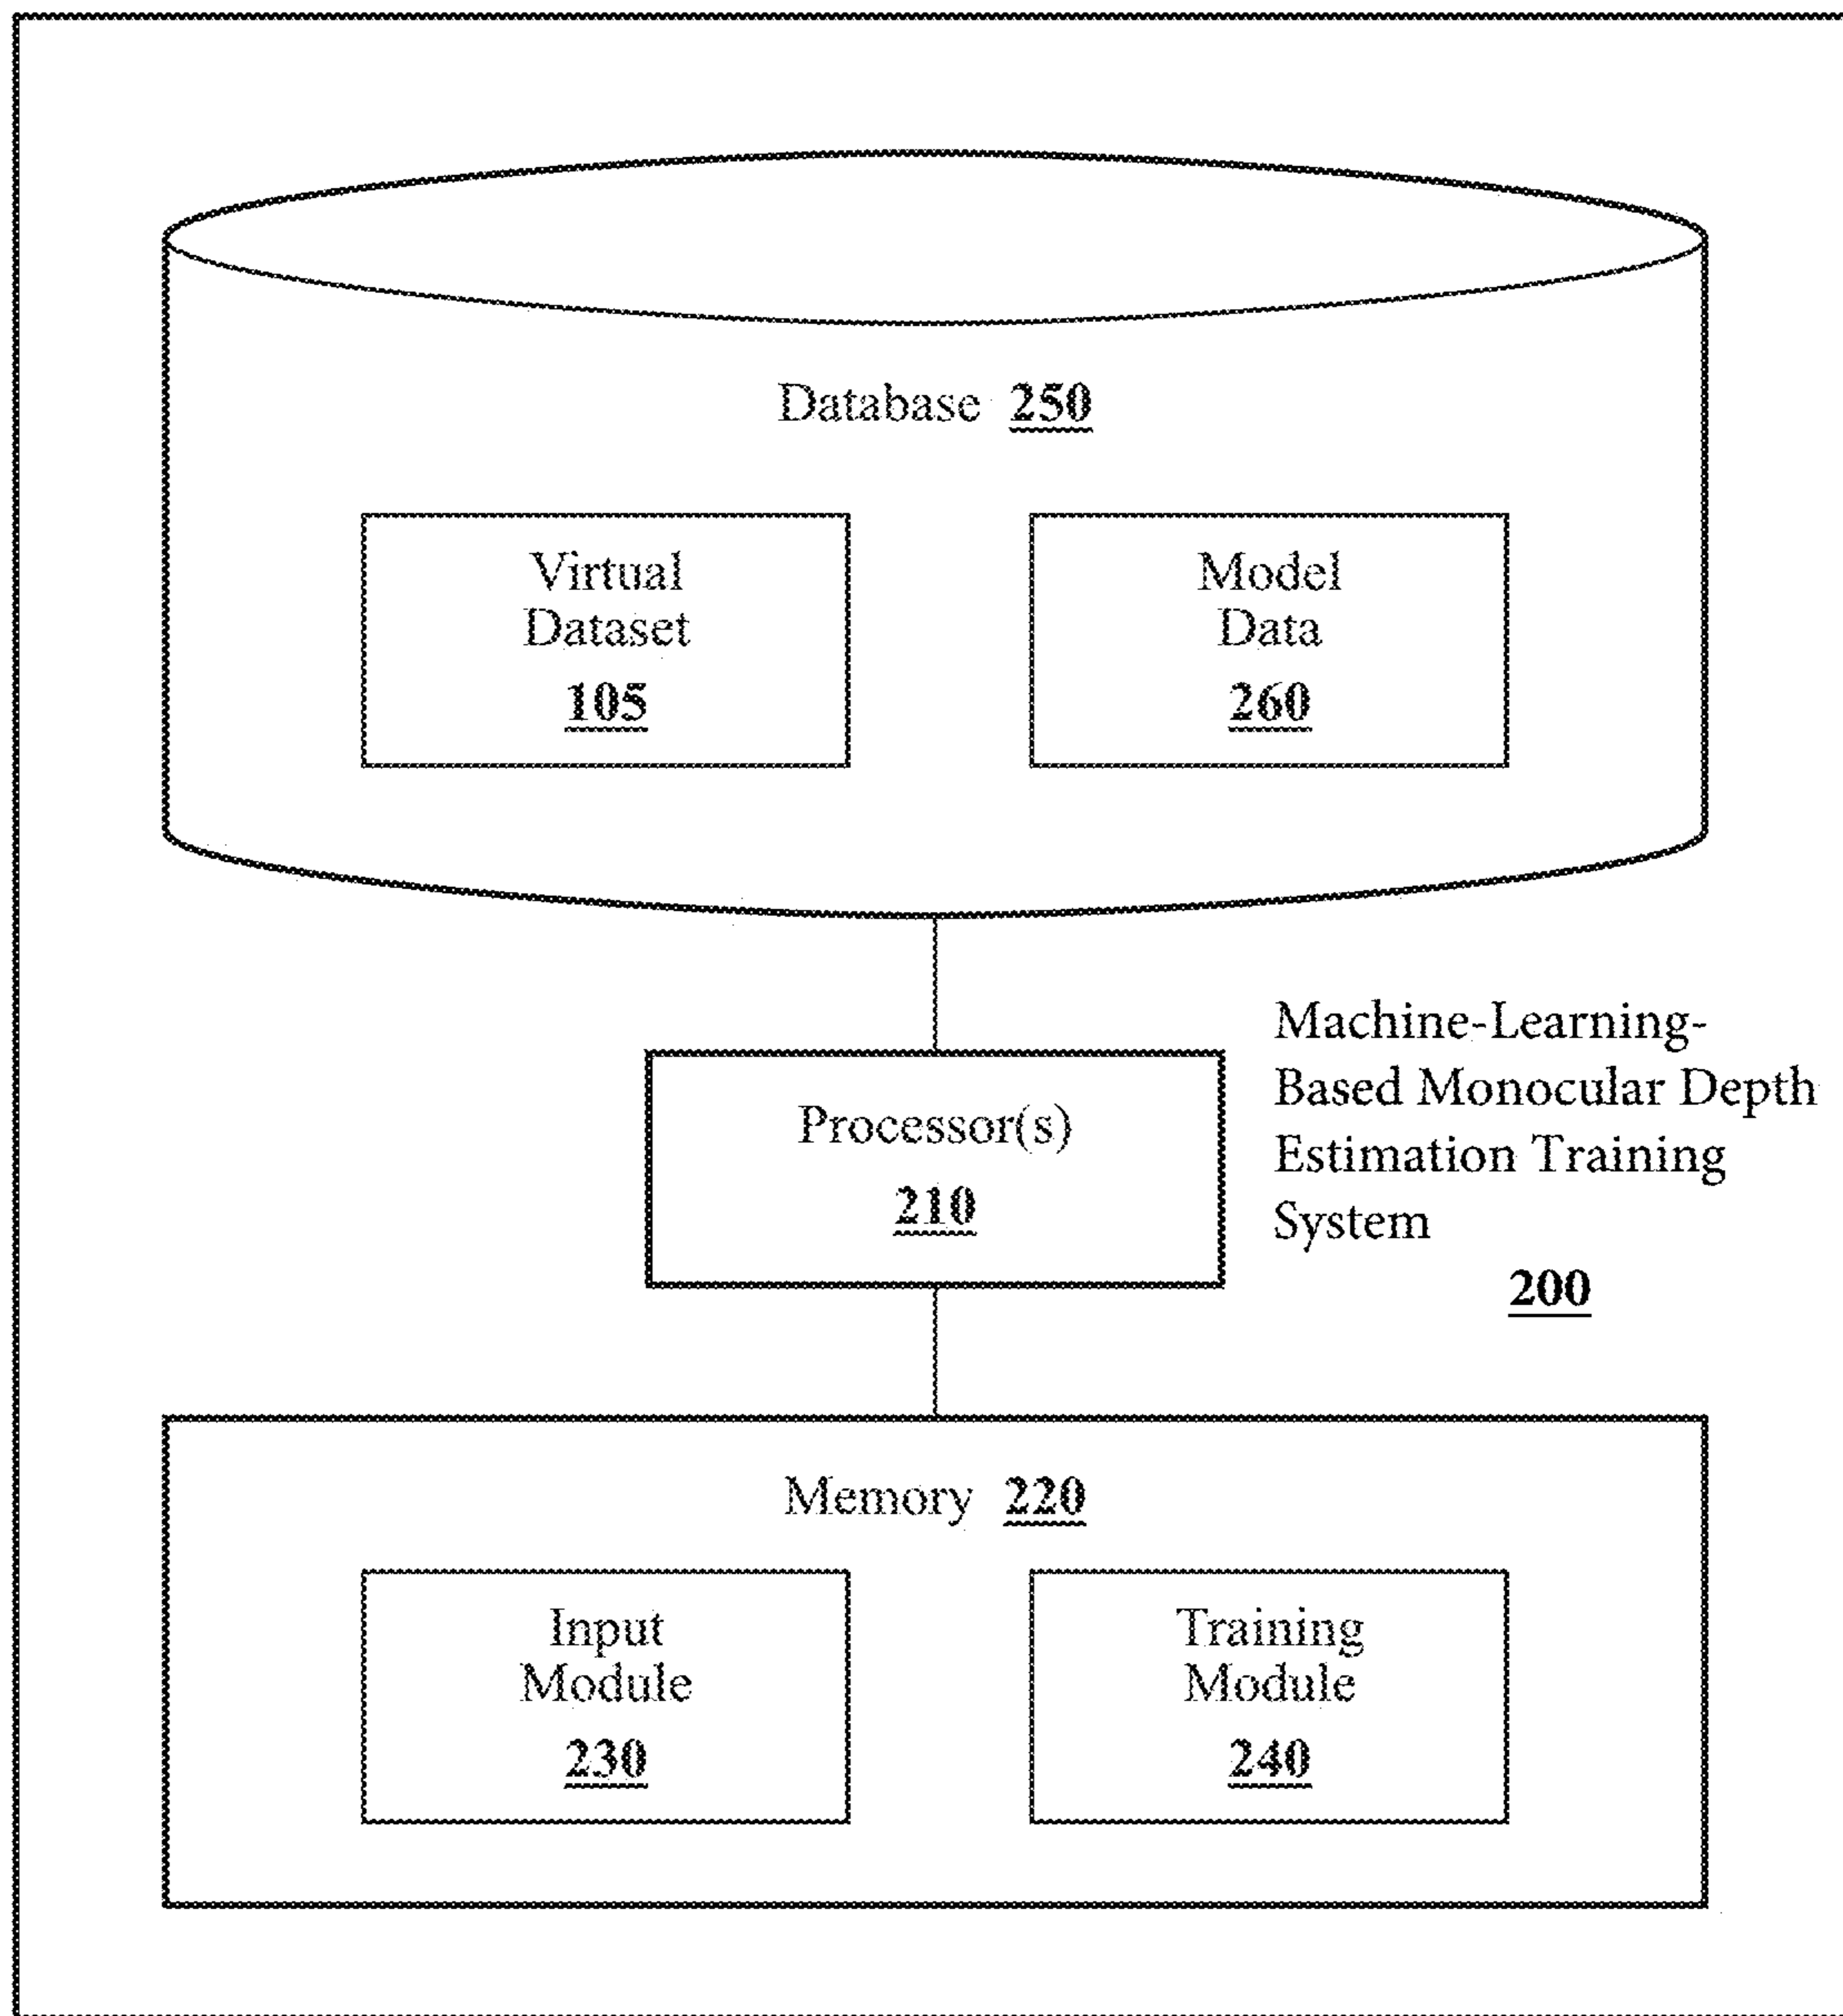 Database 250
Virtual
Dataset
105
Model
Data
260
Processor(s)
210
Machine-Learning-
Based Monocular Depth
Estimation Training
System
200
Memory 220
Input
Module
230
Training
Module
240